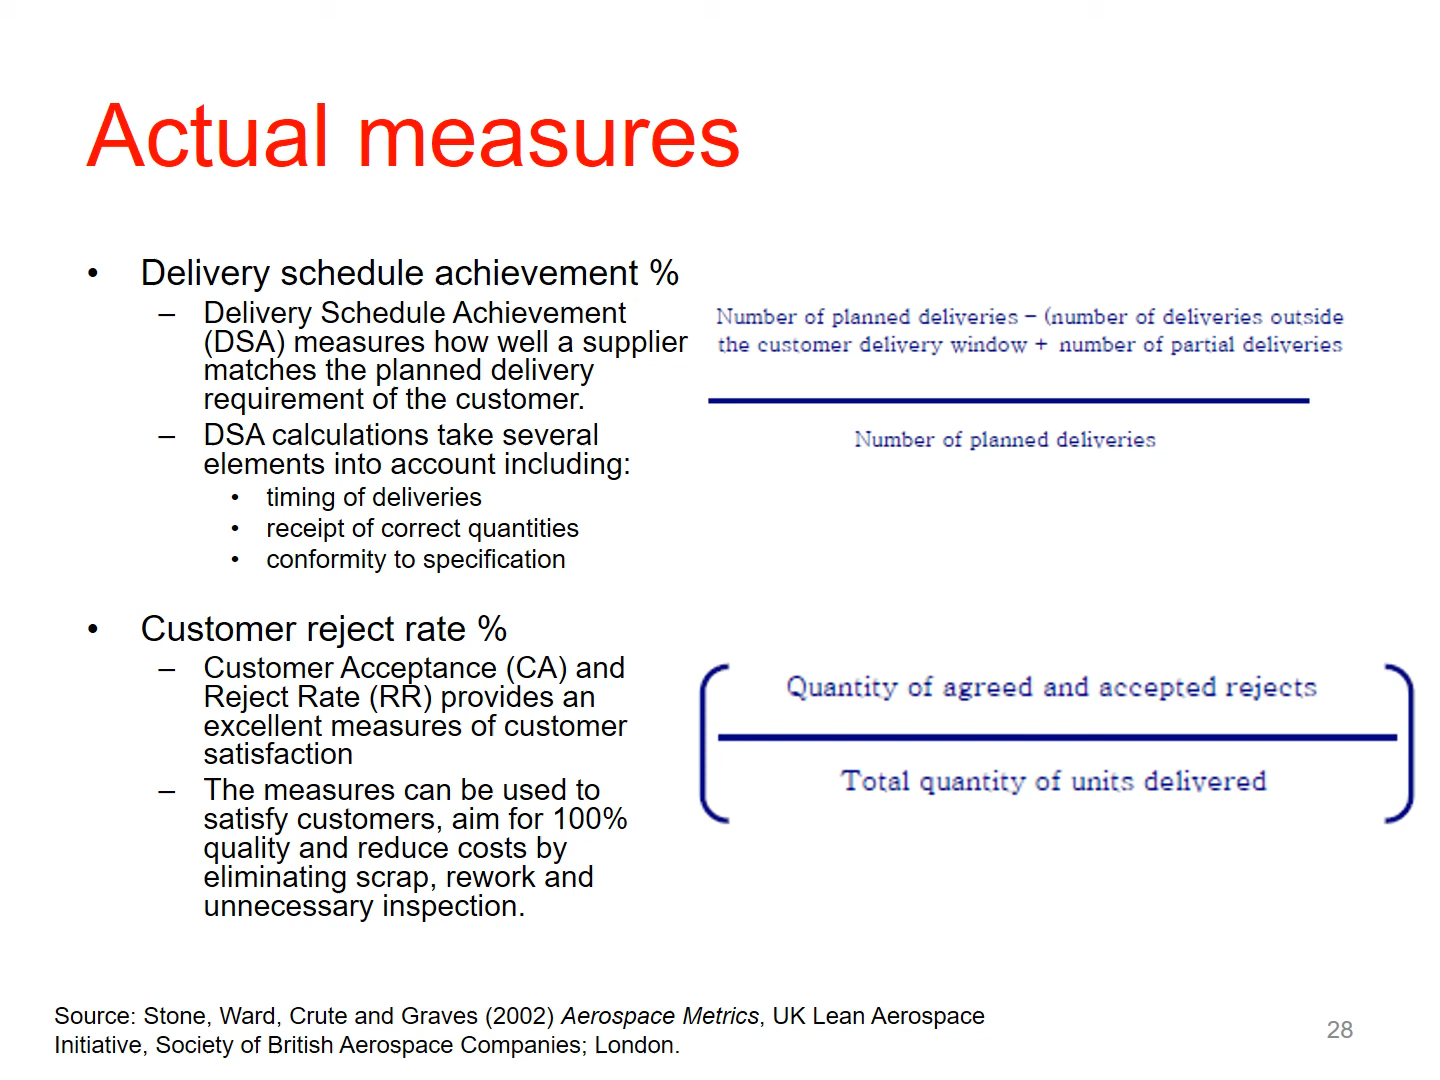 Actual measures
• Delivery schedule achievement %
– Delivery Schedule Achievement
(DSA) measures how well a supplier
matches the planned delivery
requirement of the customer.
– DSA calculations take several
elements into account including:
• timing of deliveries
• receipt of correct quantities
• conformity to specification
Number of planned deliveries – (number of deliveries outside
the customer delivery window + number of partial deliveries
Number of planned deliveries
• Customer reject rate %
– Customer Acceptance (CA) and
Reject Rate (RR) provides an
excellent measures of customer
satisfaction
– The measures can be used to
satisfy customers, aim for 100%
quality and reduce costs by
eliminating scrap, rework and
unnecessary inspection.
Quantity of agreed and accepted rejects
Total quantity of units delivered
Source: Stone, Ward, Crute and Graves (2002) Aerospace Metrics, UK Lean Aerospace
Initiative, Society of British Aerospace Companies; London.
28